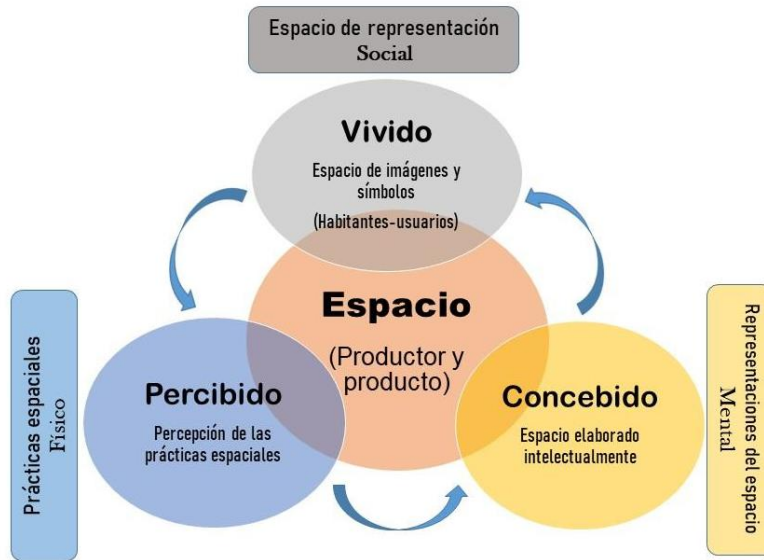 Espacio de representación
Social
Vivido
Espacio de imágenes y
símbolos
(Habitantes-usuarios)
Espacio
(Productor y
producto)
Prácticas espaciales
Físico
Percibido
Percepción de las
prácticas espaciales
Concebido
Espacio elaborado
intelectualmente
Representaciones del espacio
Mental